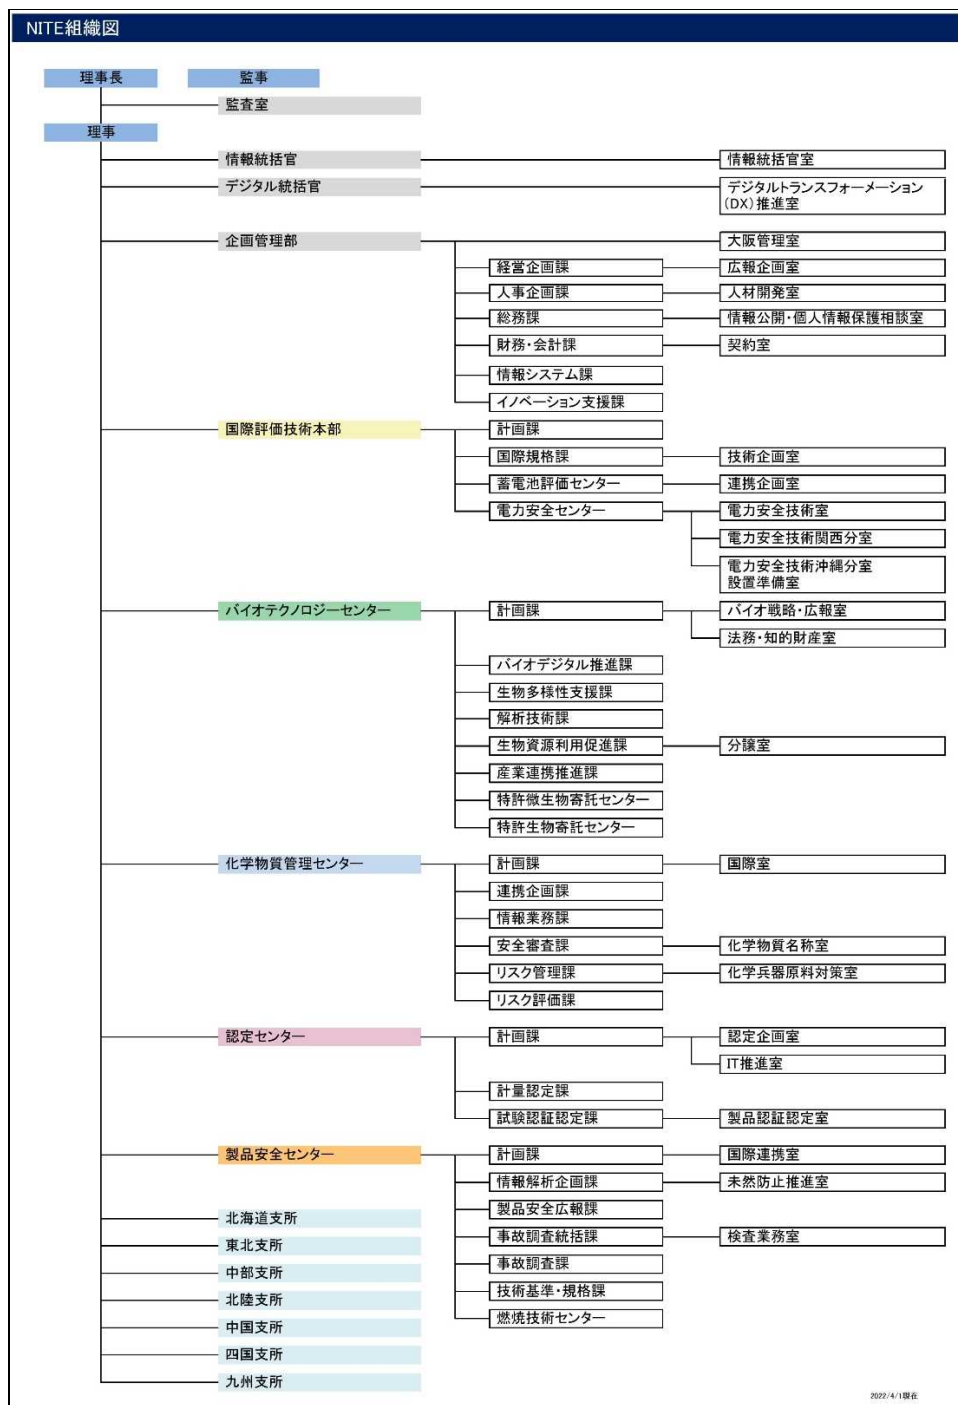 NITE組織図
理事長 監事
監査室
理事
情報統括官 情報統括官室
デジタル統括官 デジタルトランスフォーメーション
(DX)推進室
企画管理部 大阪管理室
経営企画課 広報企画室
人事企画課 人材開発室
総務課 情報公開・個人情報保護相談室
財務・会計課 契約室
情報システム課
イノベーション支援課
国際評価技術本部 計画課
国際規格課 技術企画室
蓄電池評価センター 連携企画室
電力安全センター 電力安全技術室
電力安全技術関西分室
電力安全技術沖縄分室
設置準備室
バイオテクノロジーセンター 計画課 バイオ戦略・広報室
法務・知的財産室
バイオデジタル推進課
生物多様性支援課
解析技術課
生物資源利用促進課 分譲室
産業連携推進課
特許微生物寄託センター
特許生物寄託センター
化学物質管理センター 計画課 国際室
連携企画課
情報業務課
安全審査課 化学物質名称室
リスク管理課 化学兵器原料対策室
リスク評価課
認定センター 計画課 認定企画室
IT推進室
計量認定課
試験認証認定課 製品認証認定室
製品安全センター 計画課 国際連携室
情報解析企画課 未然防止推進室
製品安全広報課
北海道支所
事故調査統括課 検査業務室
東北支所
事故調査課
中部支所
技術基準・規格課
北陸支所
燃焼技術センター
中国支所
四国支所
九州支所
2022/4/1現在